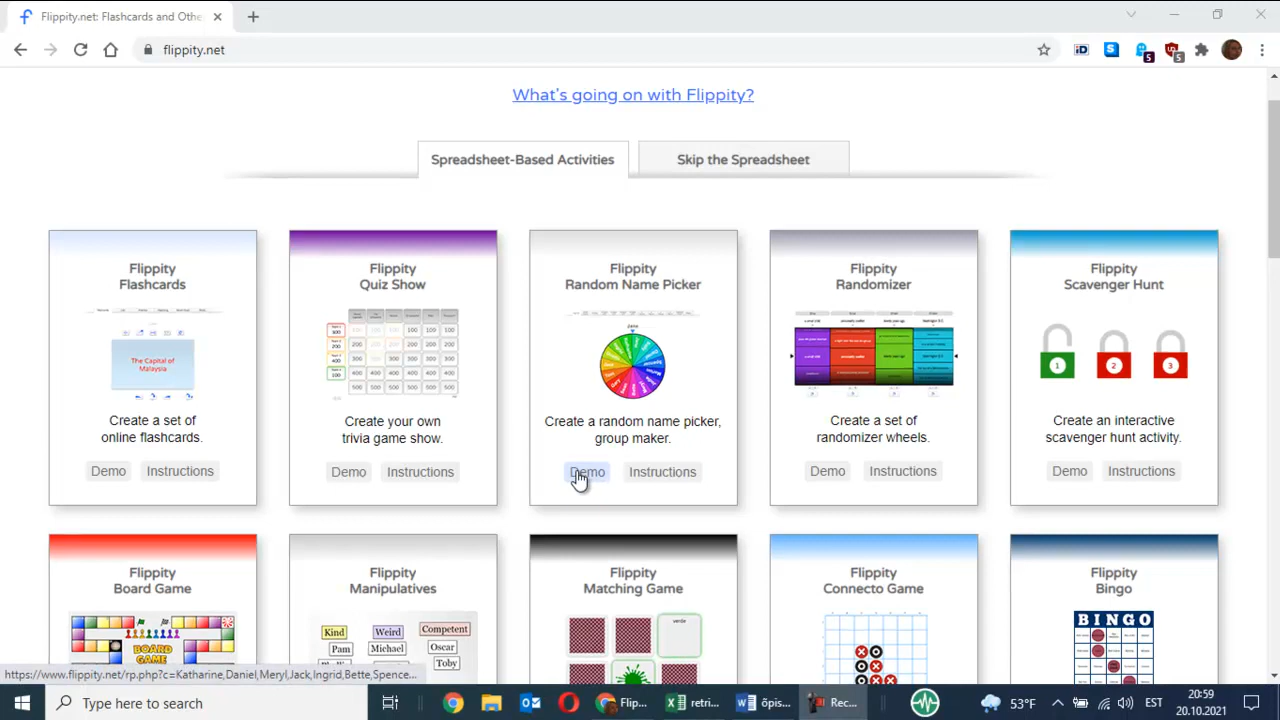 Flippity.net: Flashcards and Othe
flippity.net
5
5
What's going on with Flippity?
Spreadsheet-Based Activities
Skip the Spreadsheet
Flippity
Flashcards
The Capital of
Malaysia
Create a set of
online flashcards.
Demo Instructions
Flippity
Quiz Show
Create your own
trivia game show.
Demo Instructions
Flippity
Random Name Picker
Create a random name picker,
group maker.
Demo Instructions
Flippity
Randomizer
Create a set of
randomizer wheels.
Demo Instructions
Flippity
Scavenger Hunt
1 2 3
Create an interactive
scavenger hunt activity.
Demo Instructions
Flippity
Board Game
BOARD
GAME
Flippity
Manipulatives
Kind Weird Competent
Pam Michael Oscar
Toby
Flippity
Matching Game
verde
Flippity
Connecto Game
Flippity
Bingo
BINGO
https://www.flippity.net/rp.php?c=Katharine,Daniel,Meryl,Jack,Ingrid,Bette,Spence...
Type here to search
Flip...
retri...
õpis...
Rec...
53°F
EST
20:59
20.10.2021